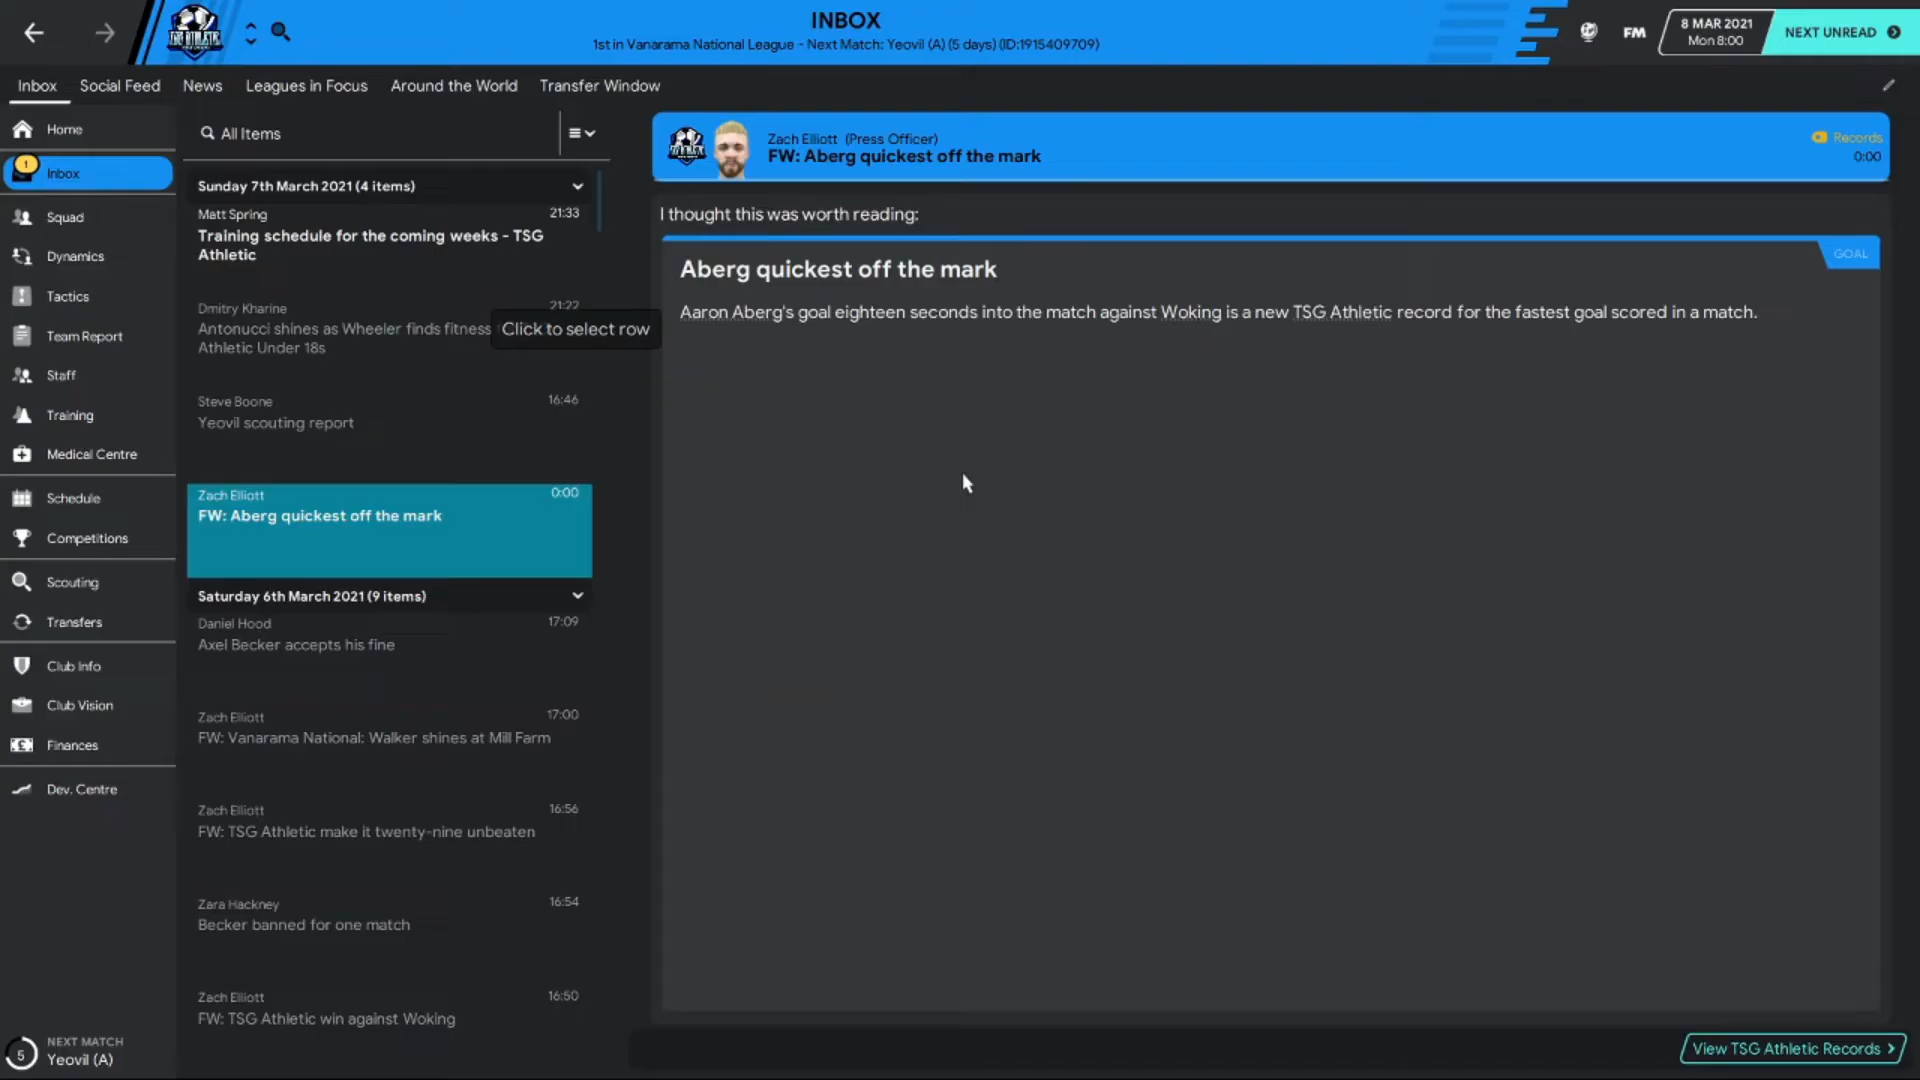 INBOX
1st in Vanarama National League - Next Match: Yeovil (A) (5 days) (ID:1915409709)
FM
8 MAR 2021
Mon 8:00
NEXT UNREAD
Inbox
Social Feed
News
Leagues in Focus
Around the World
Transfer Window
Home
1
Inbox
Squad
Dynamics
Tactics
Team Report
Staff
Training
Medical Centre
Schedule
Competitions
Scouting
Transfers
Club Info
Club Vision
Finances
Dev. Centre
5
NEXT MATCH
Yeovil (A)
All Items
Sunday 7th March 2021 (4 items)
Matt Spring 21:33
Training schedule for the coming weeks - TSG
Athletic
Dmitry Kharine 21:22
Antonucci shines as Wheeler finds fitness
Athletic Under 18s
Click to select row
Steve Boone 16:46
Yeovil scouting report
Zach Elliott 0:00
FW: Aberg quickest off the mark
Saturday 6th March 2021 (9 items)
Daniel Hood 17:09
Axel Becker accepts his fine
Zach Elliott 17:00
FW: Vanarama National: Walker shines at Mill Farm
Zach Elliott 16:56
FW: TSG Athletic make it twenty-nine unbeaten
Zara Hackney 16:54
Becker banned for one match
Zach Elliott 16:50
FW: TSG Athletic win against Woking
Zach Elliott (Press Officer)
FW: Aberg quickest off the mark
Records
0:00
I thought this was worth reading:
GOAL
Aberg quickest off the mark
Aaron Aberg's goal eighteen seconds into the match against Woking is a new TSG Athletic record for the fastest goal scored in a match.
View TSG Athletic Records